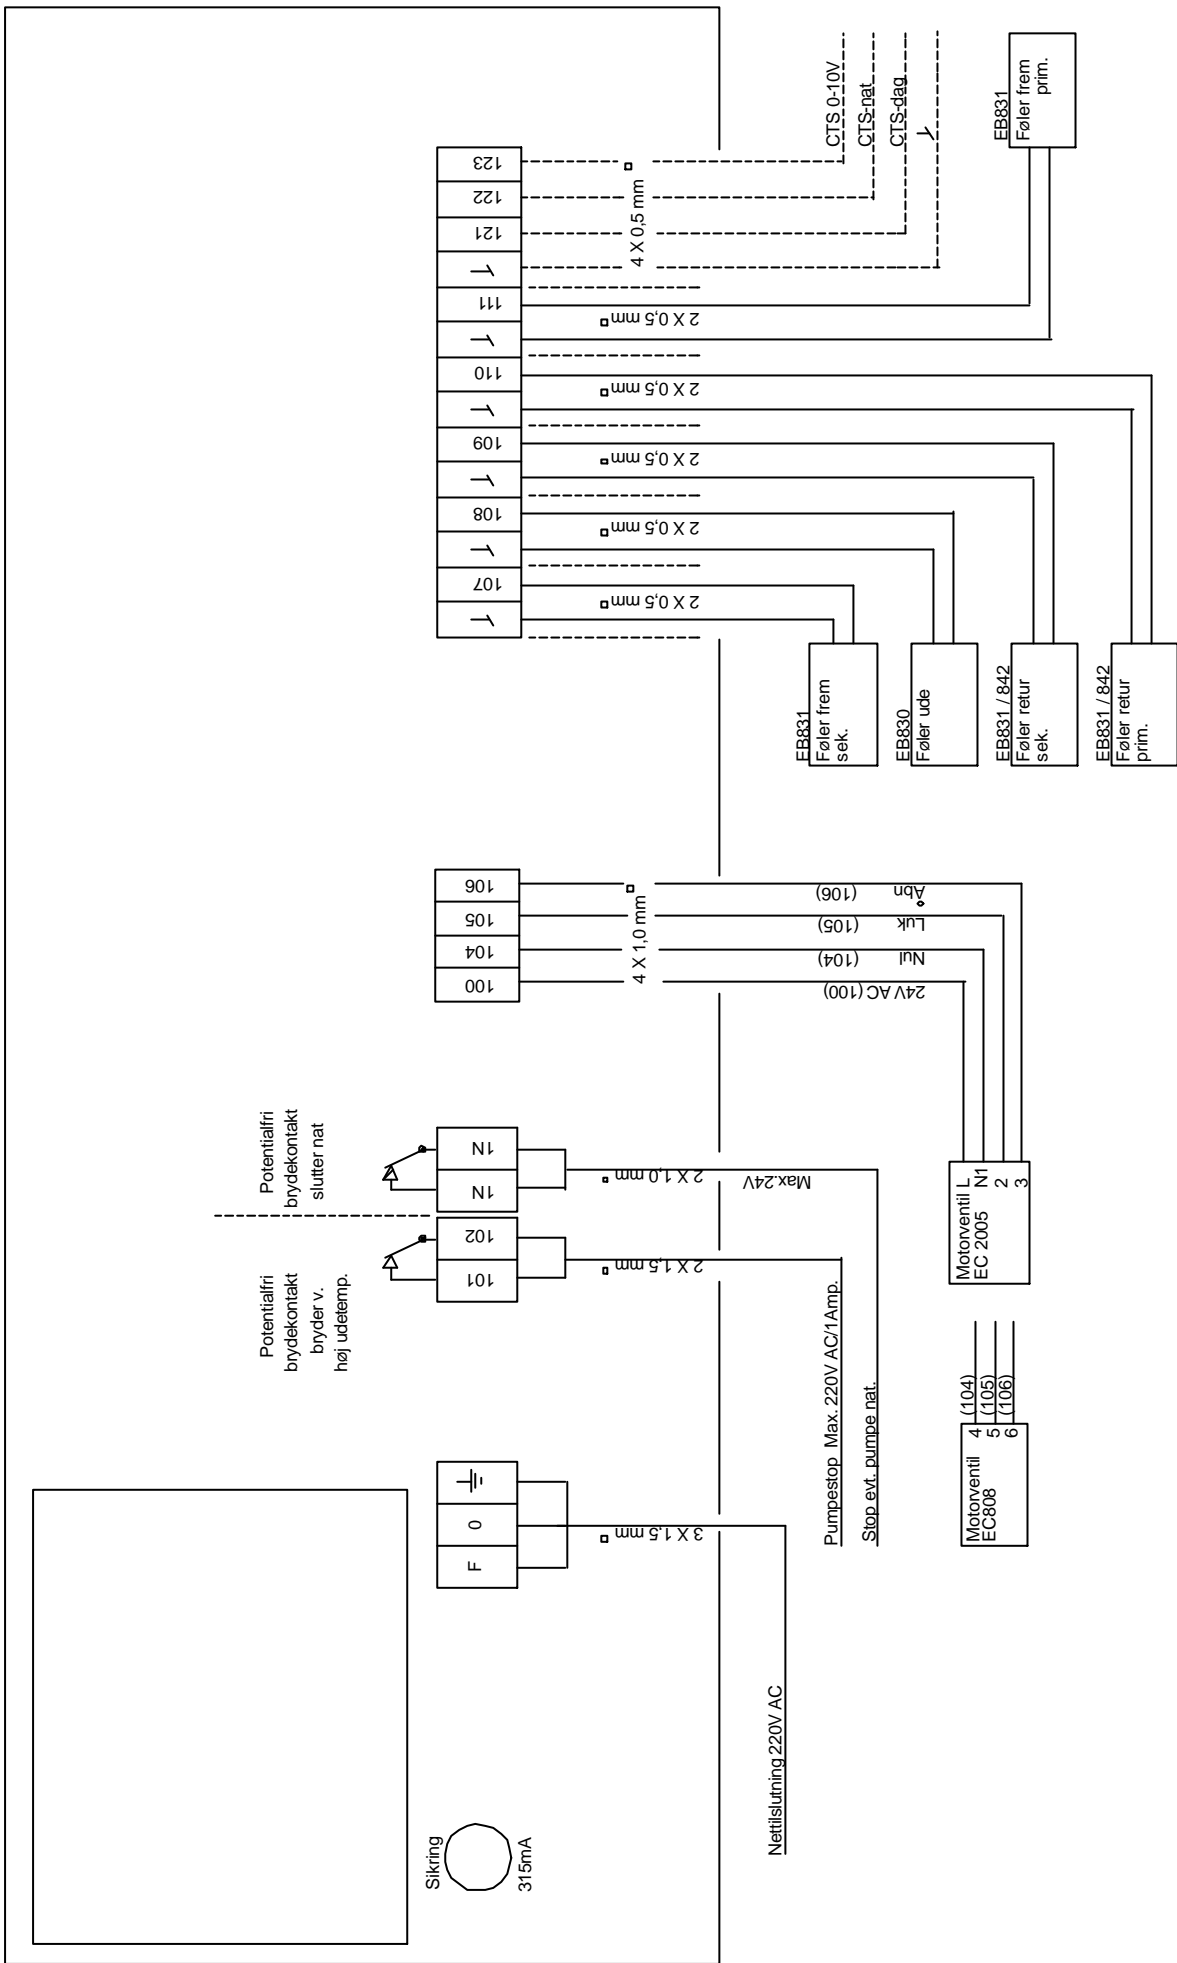 Sikring
315mA
F
0
3 X 1,5 mm
Nettilslutning 220V AC
Potentialfri
brydekontakt
bryder v.
høj udetemp.
101
102
2 X 1,5 mm
Pumpestop Max. 220V AC/1Amp.
Potentialfri
brydekontakt
slutter nat
1N
1N
2 X 1,0 mm
Max.24V
Stop evt. pumpe nat.
100
104
105
106
4 X 1,0 mm
24V AC (100)
Nul (104)
Luk (105)
Åbn (106)
Motorventil L
EC 2005 N1
2
3
Motorventil
EC808
4 (104)
5 (105)
6 (106)
107
108
109
110
111
121
122
123
2 X 0,5 mm
2 X 0,5 mm
2 X 0,5 mm
2 X 0,5 mm
2 X 0,5 mm
4 X 0,5 mm
EB831
Føler frem
sek.
EB830
Føler ude
EB831 / 842
Føler retur
sek.
EB831 / 842
Føler retur
prim.
CTS 0-10V
CTS-nat
CTS-dag
EB831
Føler frem
prim.